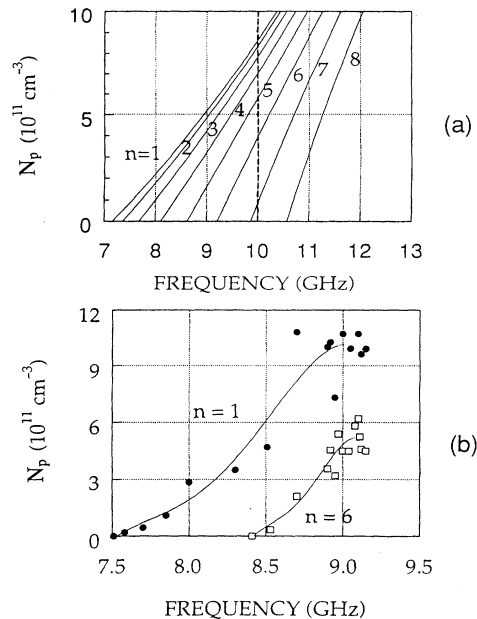 10
5
0
N_p (10^11 cm^-3)
n=1
2
3
4
5
6
7
8
(a)
7 8 9 10 11 12 13
FREQUENCY (GHz)
12
9
6
3
0
N_p (10^11 cm^-3)
n = 1
n = 6
(b)
7.5 8.0 8.5 9.0 9.5
FREQUENCY (GHz)